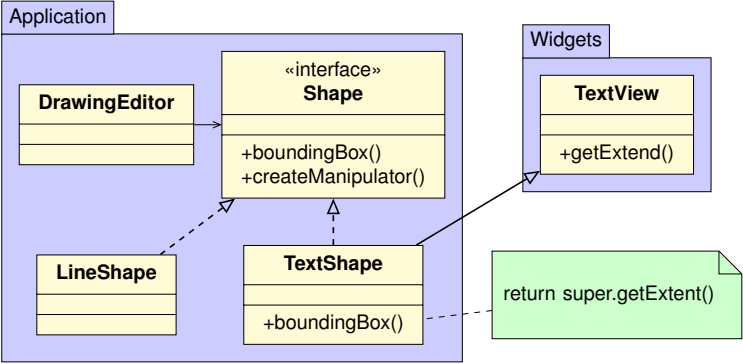 Application
Widgets
«interface»
Shape
+boundingBox()
+createManipulator()
DrawingEditor
TextView
+getExtend()
LineShape
TextShape
+boundingBox()
return super.getExtent()